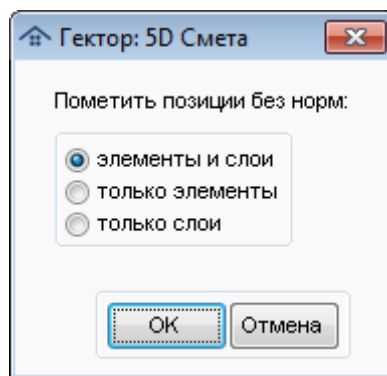 Гектор: 5D Смета
Пометить позиции без норм:
элементы и слои
только элементы
только слои
OK
Отмена